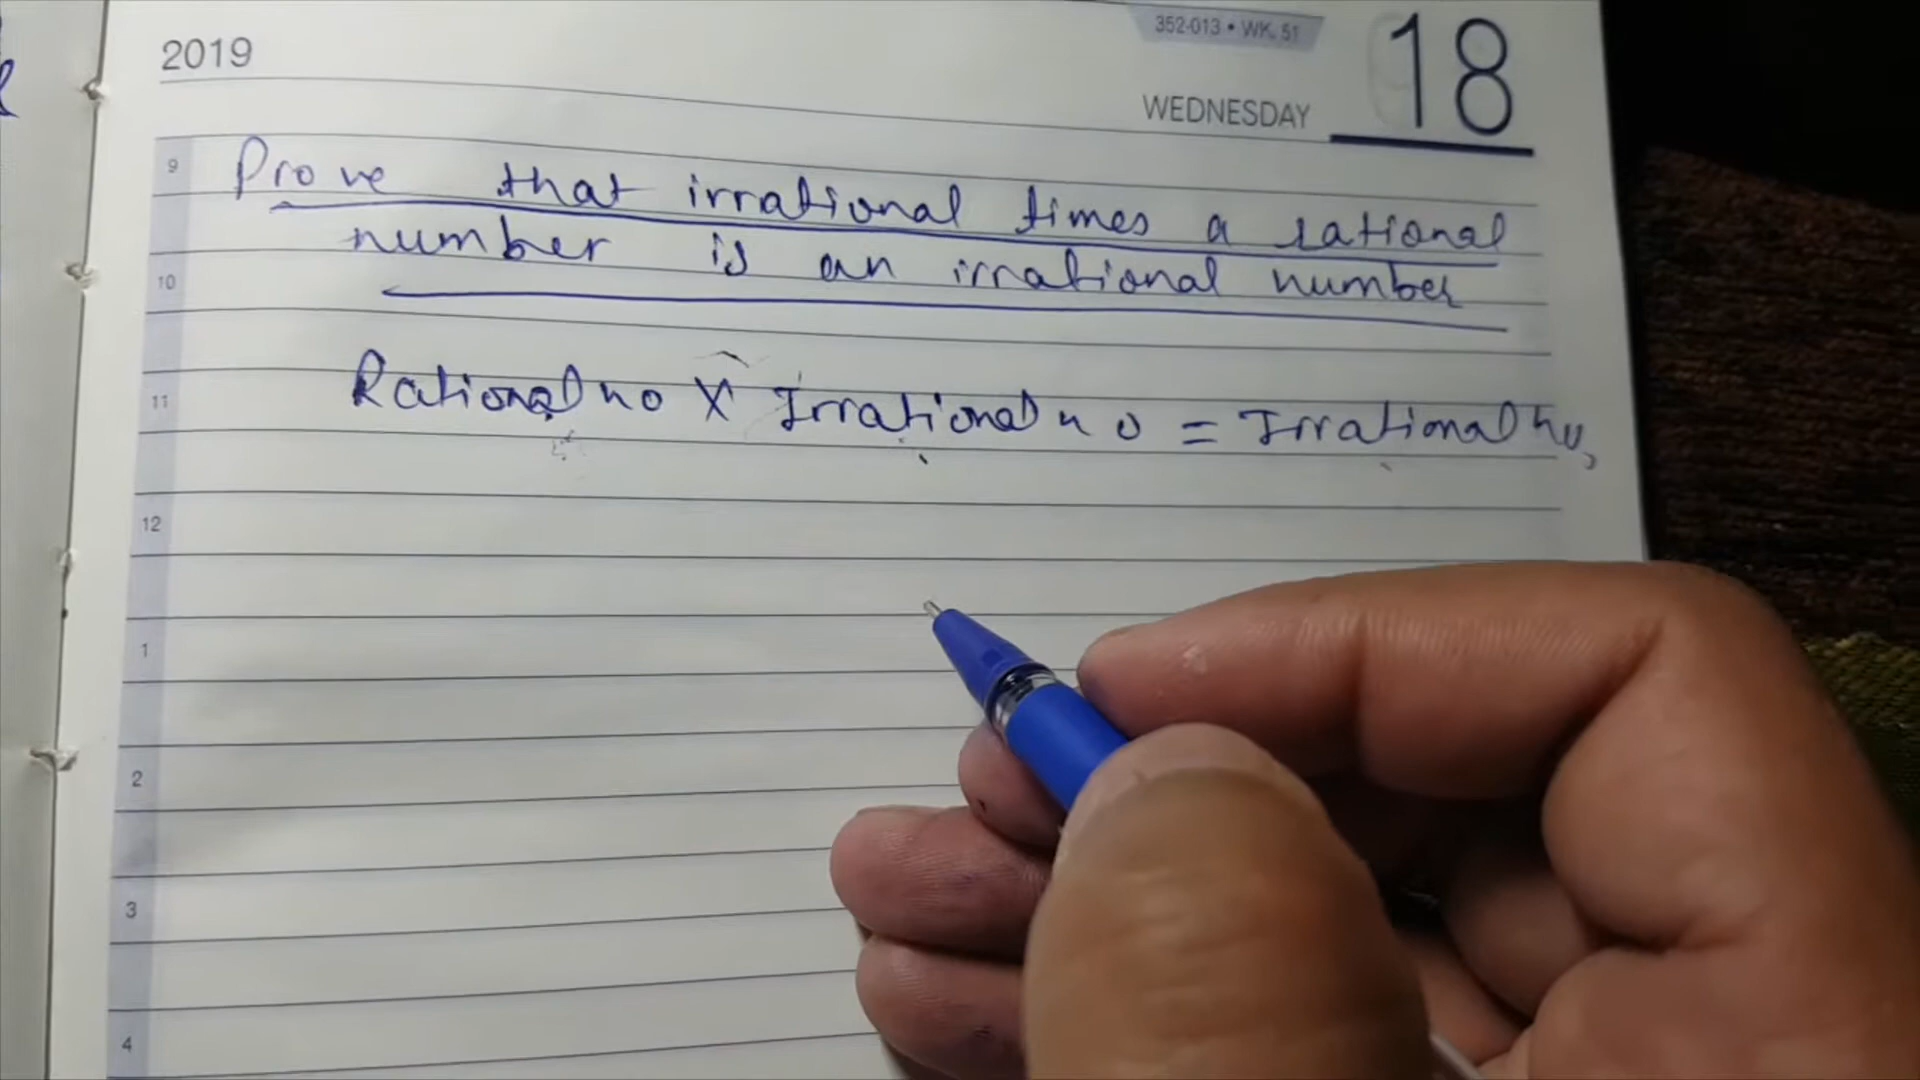 2019
352-013 • WK. 51
18
WEDNESDAY
9
Prove that irrational times a rational
number is an irrational number
10
11
Rational no X Irrational no = Irrational no,
12
1
2
3
4